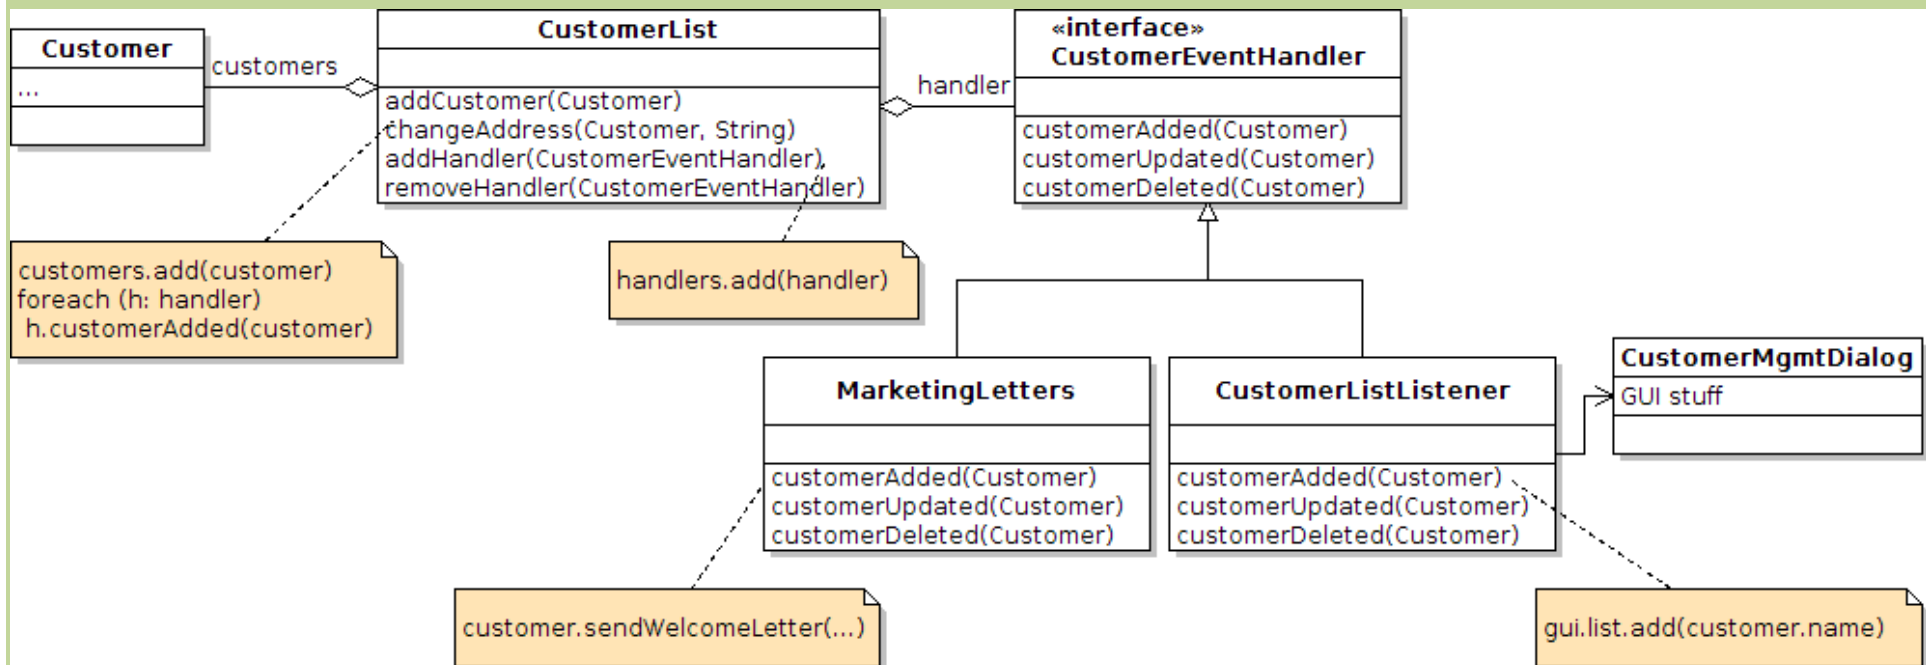 Customer
...
customers
CustomerList
addCustomer(Customer)
changeAddress(Customer, String)
addHandler(CustomerEventHandler)
removeHandler(CustomerEventHandler)
handler
«interface»
CustomerEventHandler
customerAdded(Customer)
customerUpdated(Customer)
customerDeleted(Customer)
customers.add(customer)
foreach (h: handler)
h.customerAdded(customer)
handlers.add(handler)
MarketingLetters
customerAdded(Customer)
customerUpdated(Customer)
customerDeleted(Customer)
CustomerListListener
customerAdded(Customer)
customerUpdated(Customer)
customerDeleted(Customer)
CustomerMgmtDialog
GUI stuff
customer.sendWelcomeLetter(...)
gui.list.add(customer.name)